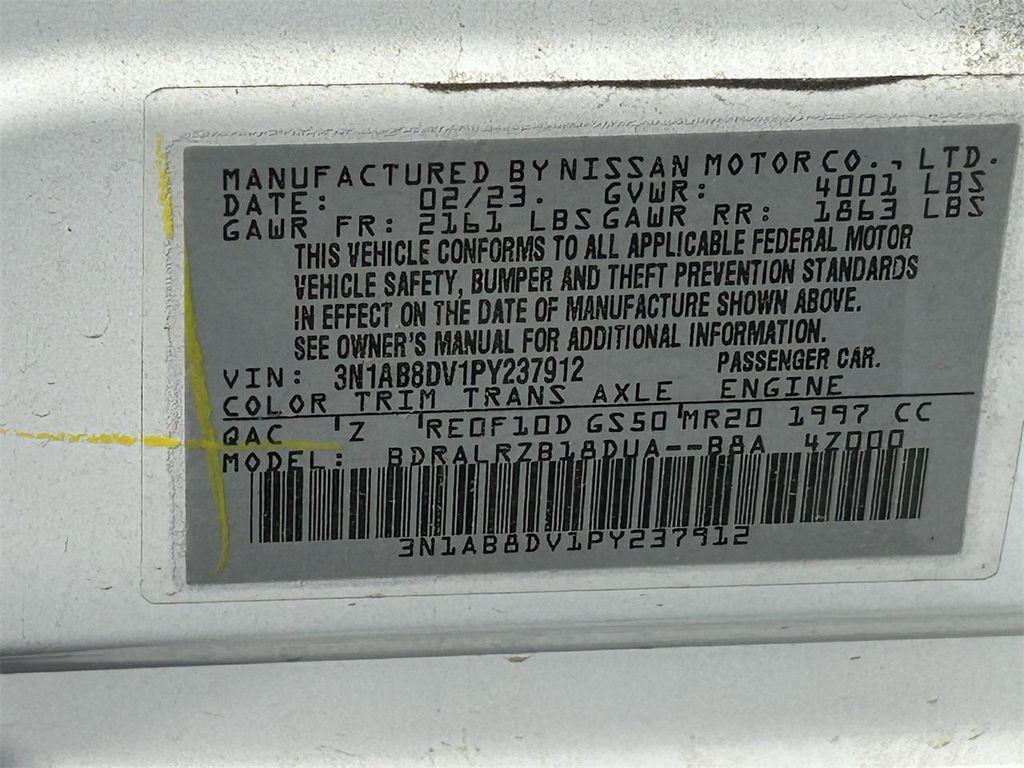 MANUFACTURED BY NISSAN MOTOR CO., LTD.
DATE: 02/23. GVWR: 4001 LBS
GAWR FR: 2161 LBS GAWR RR: 1863 LBS
THIS VEHICLE CONFORMS TO ALL APPLICABLE FEDERAL MOTOR
VEHICLE SAFETY, BUMPER AND THEFT PREVENTION STANDARDS
IN EFFECT ON THE DATE OF MANUFACTURE SHOWN ABOVE.
SEE OWNER'S MANUAL FOR ADDITIONAL INFORMATION.
VIN: 3N1AB8DV1PY237912 PASSENGER CAR.
COLOR TRIM TRANS AXLE ENGINE
QAC 'Z 'RE0F10D GS50 'MR20 1997 CC
MODEL: BDRALRZB18DUA--B8A 4Z000
3N1AB8DV1PY237912